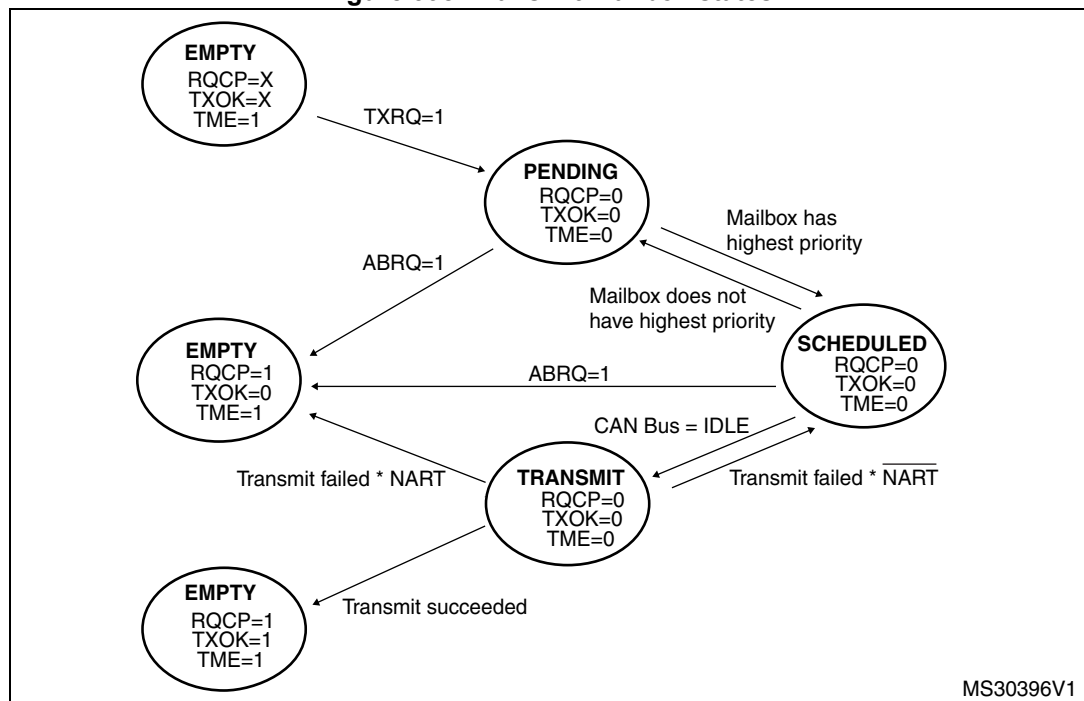 EMPTY
RQCP=X
TXOK=X
TME=1
TXRQ=1
PENDING
RQCP=0
TXOK=0
TME=0
Mailbox has
highest priority
ABRQ=1
Mailbox does not
have highest priority
EMPTY
RQCP=1
TXOK=0
TME=1
SCHEDULED
RQCP=0
TXOK=0
TME=0
ABRQ=1
CAN Bus = IDLE
Transmit failed * NART
TRANSMIT
RQCP=0
TXOK=0
TME=0
Transmit failed * N̅A̅R̅T̅
EMPTY
RQCP=1
TXOK=1
TME=1
Transmit succeeded
MS30396V1